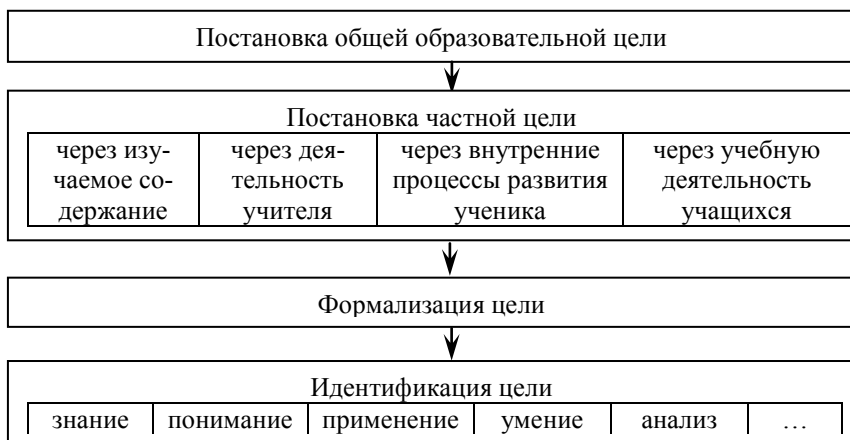 Постановка общей образовательной цели
Постановка частной цели
через изу-
чаемое со-
держание
через дея-
тельность
учителя
через внутренние
процессы развития
ученика
через учебную
деятельность
учащихся
Формализация цели
Идентификация цели
знание понимание применение умение анализ …